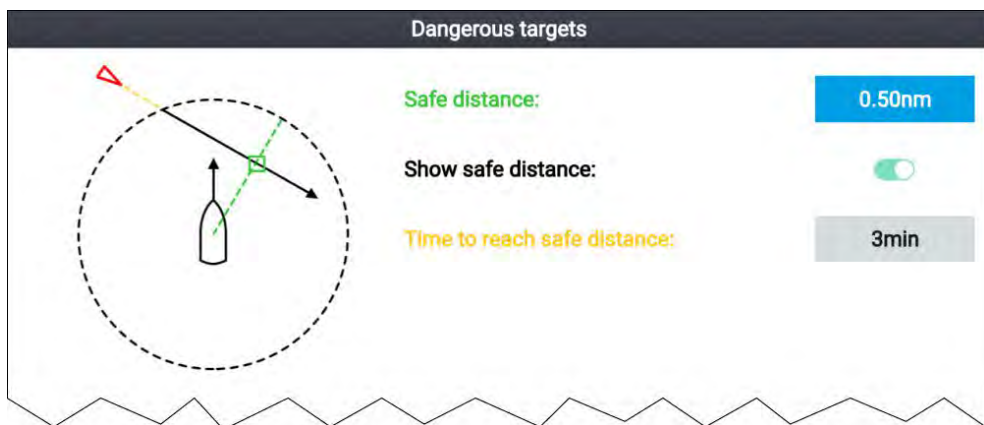 Dangerous targets
Safe distance: 0.50nm
Show safe distance:
Time to reach safe distance: 3min